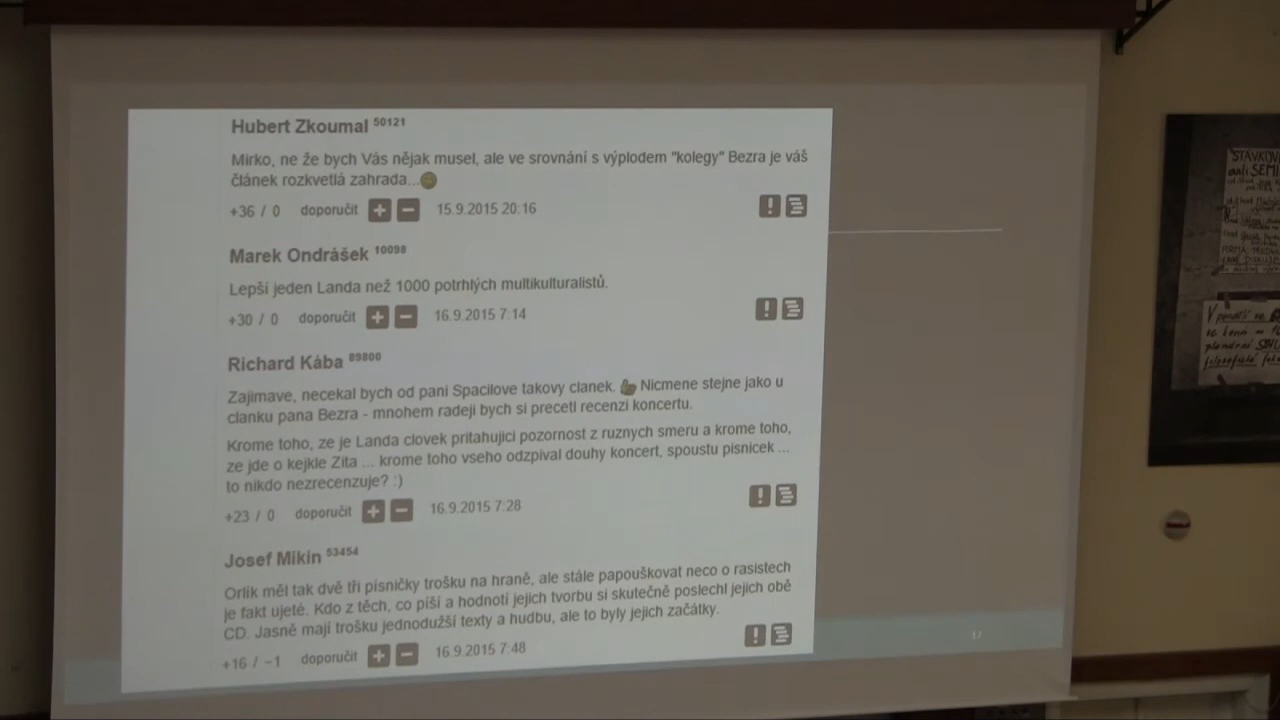 Hubert Zkoumal 50121
Mirko, ne že bych Vás nějak musel, ale ve srovnání s výplodem "kolegy" Bezra je váš
článek rozkvetlá zahrada...
+36 / 0 doporučit + − 15.9.2015 20:16
Marek Ondrášek 10098
Lepší jeden Landa než 1000 potrhlých multikulturalistů.
+30 / 0 doporučit + − 16.9.2015 7:14
Richard Kába 89800
Zajimave, necekal bych od pani Spacilove takovy clanek. Nicmene stejne jako u
clanku pana Bezra - mnohem radeji bych si precetl recenzi koncertu.
Krome toho, ze je Landa clovek pritahujici pozornost z ruznych smeru a krome toho,
ze jde o kejkle Zita ... krome toho vseho odzpival douhy koncert, spoustu pisnicek ...
to nikdo nezrecenzuje? :)
+23 / 0 doporučit + − 16.9.2015 7:28
Josef Mikin 53454
Orlík měl tak dvě tři písničky trošku na hraně, ale stále papouškovat neco o rasistech
je fakt ujeté. Kdo z těch, co píší a hodnotí jejich tvorbu si skutečně poslechl jejich obě
CD. Jasně mají trošku jednodužší texty a hudbu, ale to byly jejich začátky.
+16 / −1 doporučit + − 16.9.2015 7:48
17